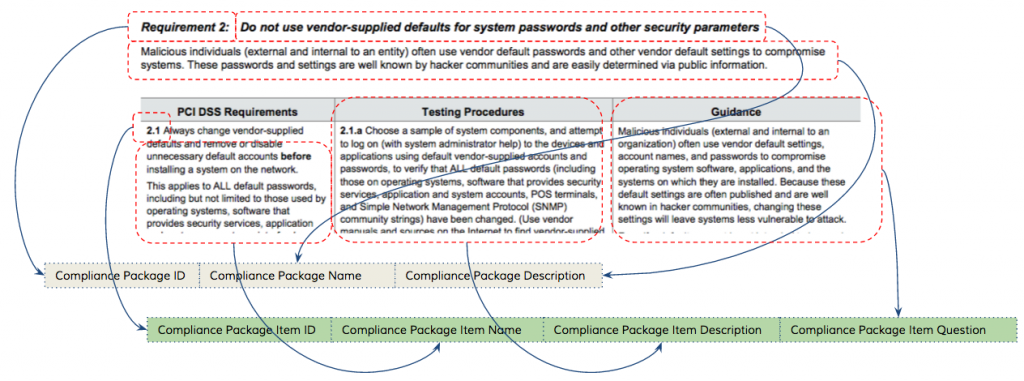 Requirement 2: Do not use vendor-supplied defaults for system passwords and other security parameters
Malicious individuals (external and internal to an entity) often use vendor default passwords and other vendor default settings to compromise
systems. These passwords and settings are well known by hacker communities and are easily determined via public information.
PCI DSS Requirements
2.1 Always change vendor-supplied
defaults and remove or disable
unnecessary default accounts before
installing a system on the network.
This applies to ALL default passwords,
including but not limited to those used by
operating systems, software that
provides security services, application
Testing Procedures
2.1.a Choose a sample of system components, and attempt
to log on (with system administrator help) to the devices and
applications using default vendor-supplied accounts and
passwords, to verify that ALL default passwords (including
those on operating systems, software that provides security
services, application and system accounts, POS terminals,
and Simple Network Management Protocol (SNMP)
community strings) have been changed. (Use vendor
manuals and sources on the Internet to find vendor-supplied
Guidance
Malicious individuals (external and internal to an
organization) often use vendor default settings,
account names, and passwords to compromise
operating system software, applications, and the
systems on which they are installed. Because these
default settings are often published and are well
known in hacker communities, changing these
settings will leave systems less vulnerable to attack.
Compliance Package ID
Compliance Package Name
Compliance Package Description
Compliance Package Item ID
Compliance Package Item Name
Compliance Package Item Description
Compliance Package Item Question